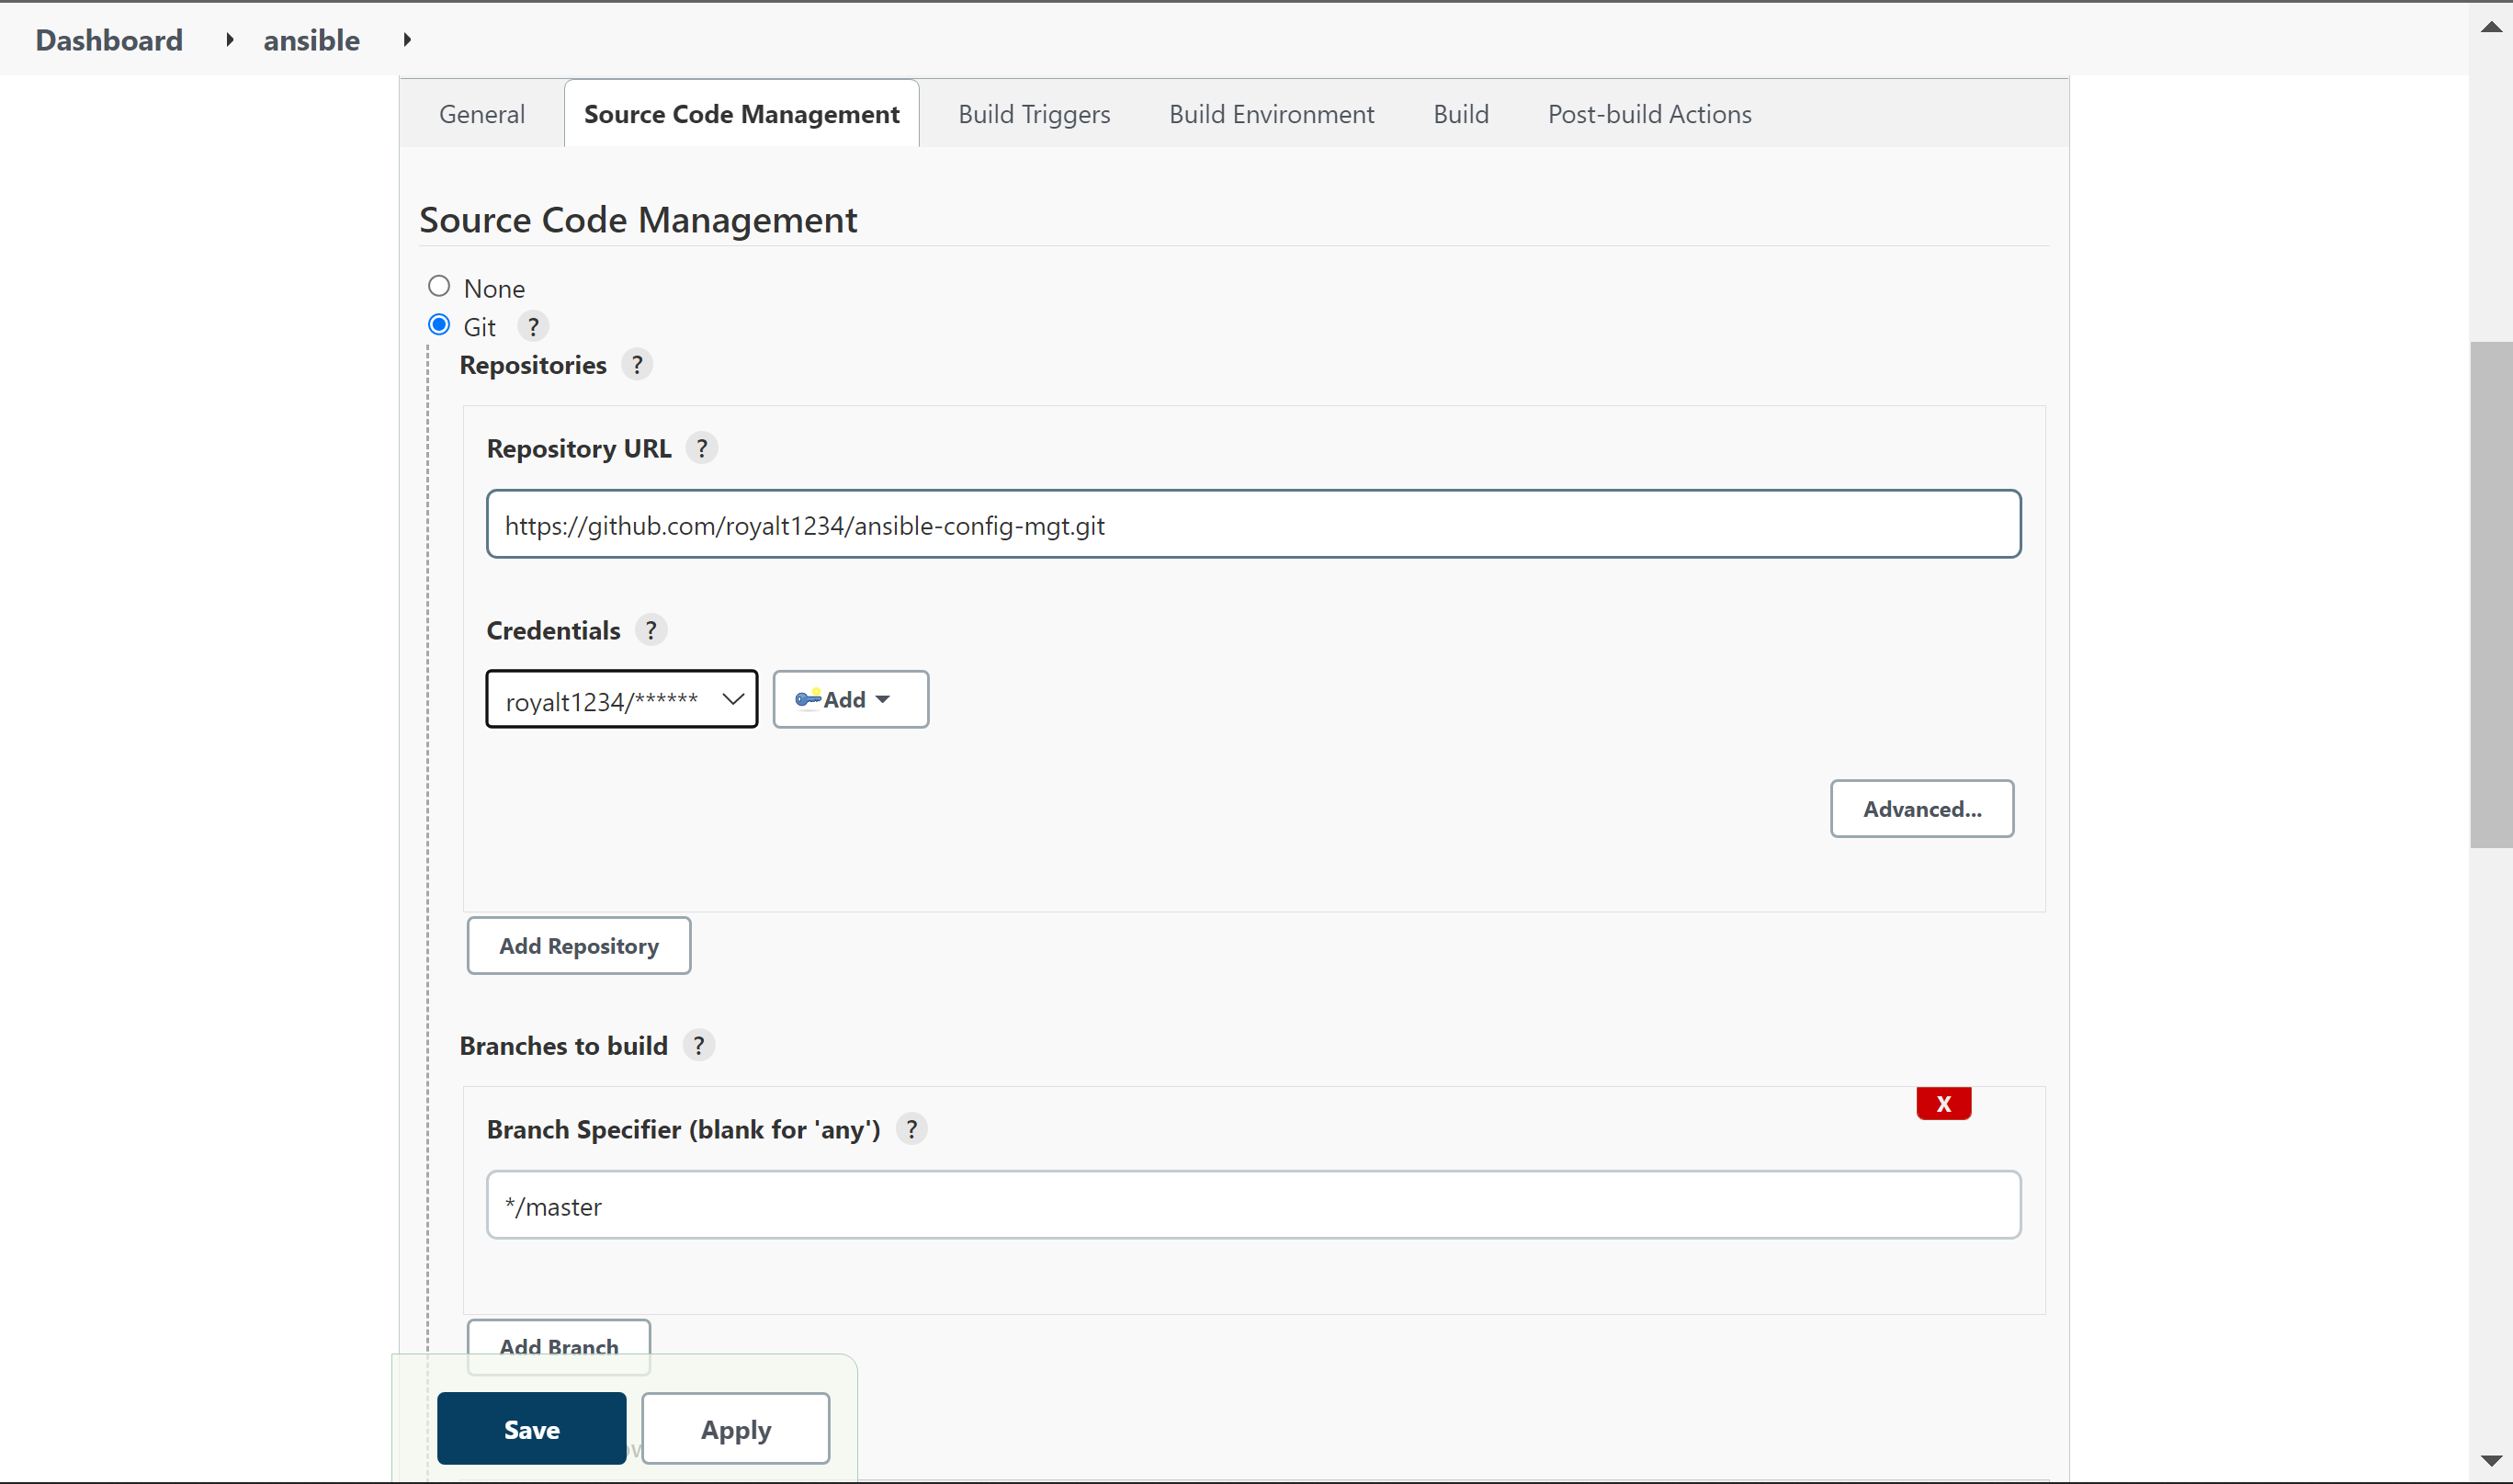 Dashboard ansible
General Source Code Management Build Triggers Build Environment Build Post-build Actions
Source Code Management
None
Git ?
Repositories ?
Repository URL ?
https://github.com/royalt1234/ansible-config-mgt.git
Credentials ?
royalt1234/****** Add
Advanced...
Add Repository
Branches to build ?
X
Branch Specifier (blank for 'any') ?
*/master
Add Branch
Save Apply